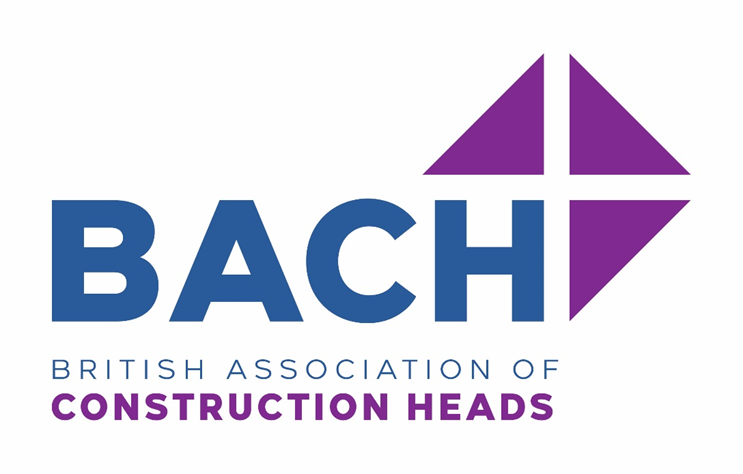 BACH
BRITISH ASSOCIATION OF
CONSTRUCTION HEADS